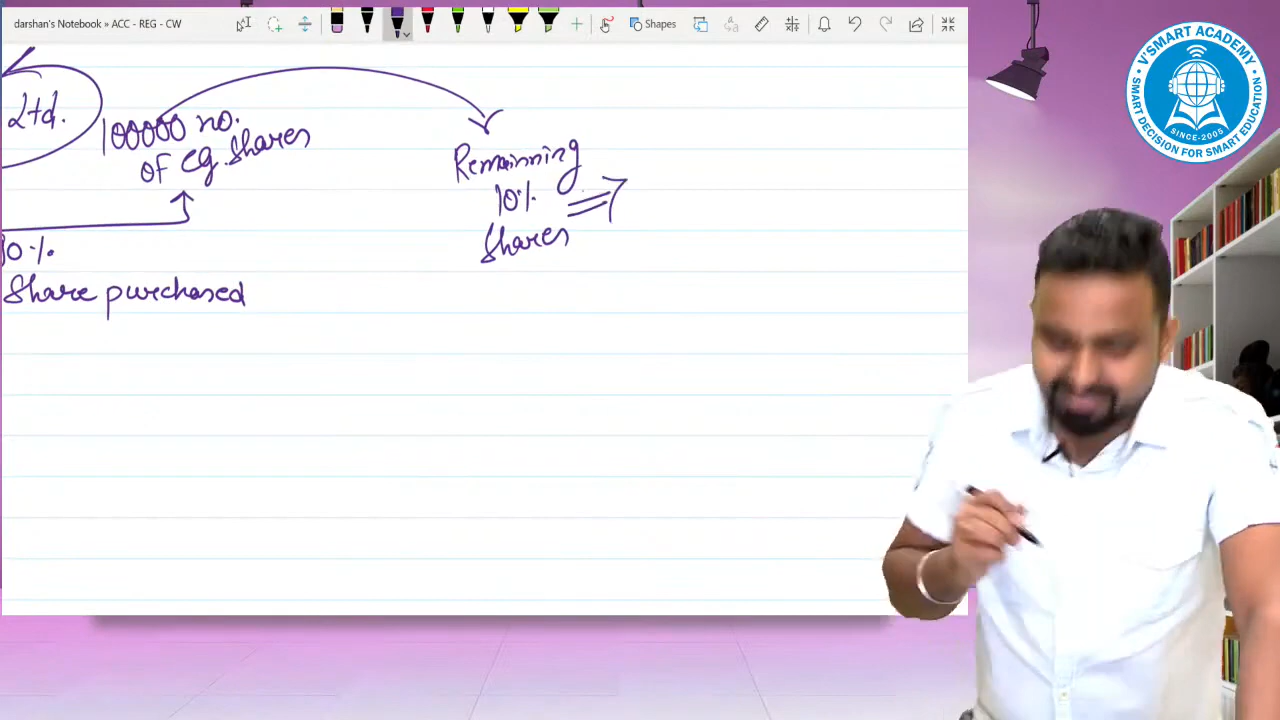 darshan's Notebook » ACC - REG - CW
Shapes
Ltd.
100000 no.
of eq. shares
Remainning
10%
shares
0%
Share purchased
V'SMART ACADEMY
SINCE-2005
SMART DECISION FOR SMART EDUCATION